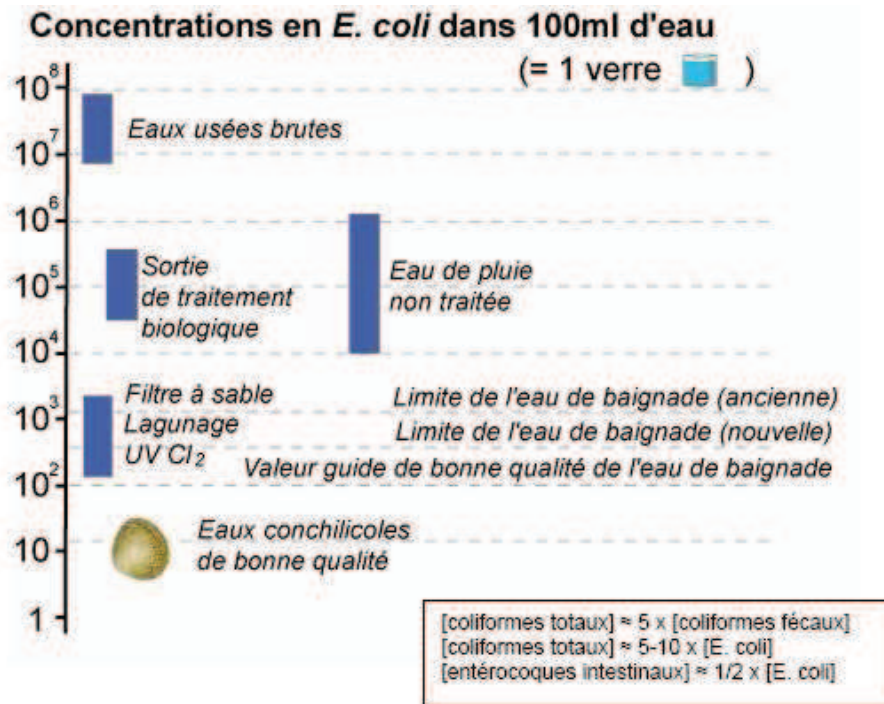 Concentrations en E. coli dans 100ml d'eau
(= 1 verre )
10⁸
Eaux usées brutes
10⁷
10⁶
Sortie
de traitement
biologique
Eau de pluie
non traitée
10⁵
10⁴
Filtre à sable
Lagunage
UV Cl₂
Limite de l'eau de baignade (ancienne)
10³
Limite de l'eau de baignade (nouvelle)
Valeur guide de bonne qualité de l'eau de baignade
10²
Eaux conchilicoles
de bonne qualité
10
1
[coliformes totaux] ≈ 5 x [coliformes fécaux]
[coliformes totaux] ≈ 5-10 x [E. coli]
[entérocoques intestinaux] ≈ 1/2 x [E. coli]